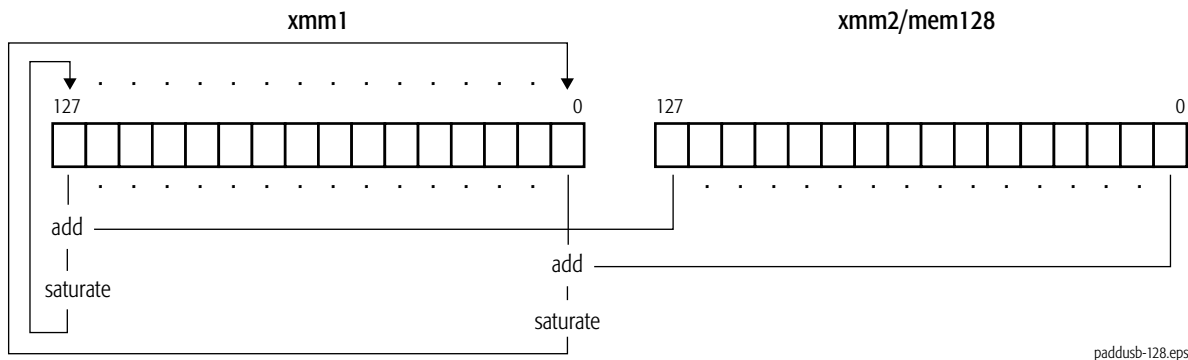 xmm1 xmm2/mem128
127 0 127 0
add
add
saturate
saturate
paddusb-128.eps